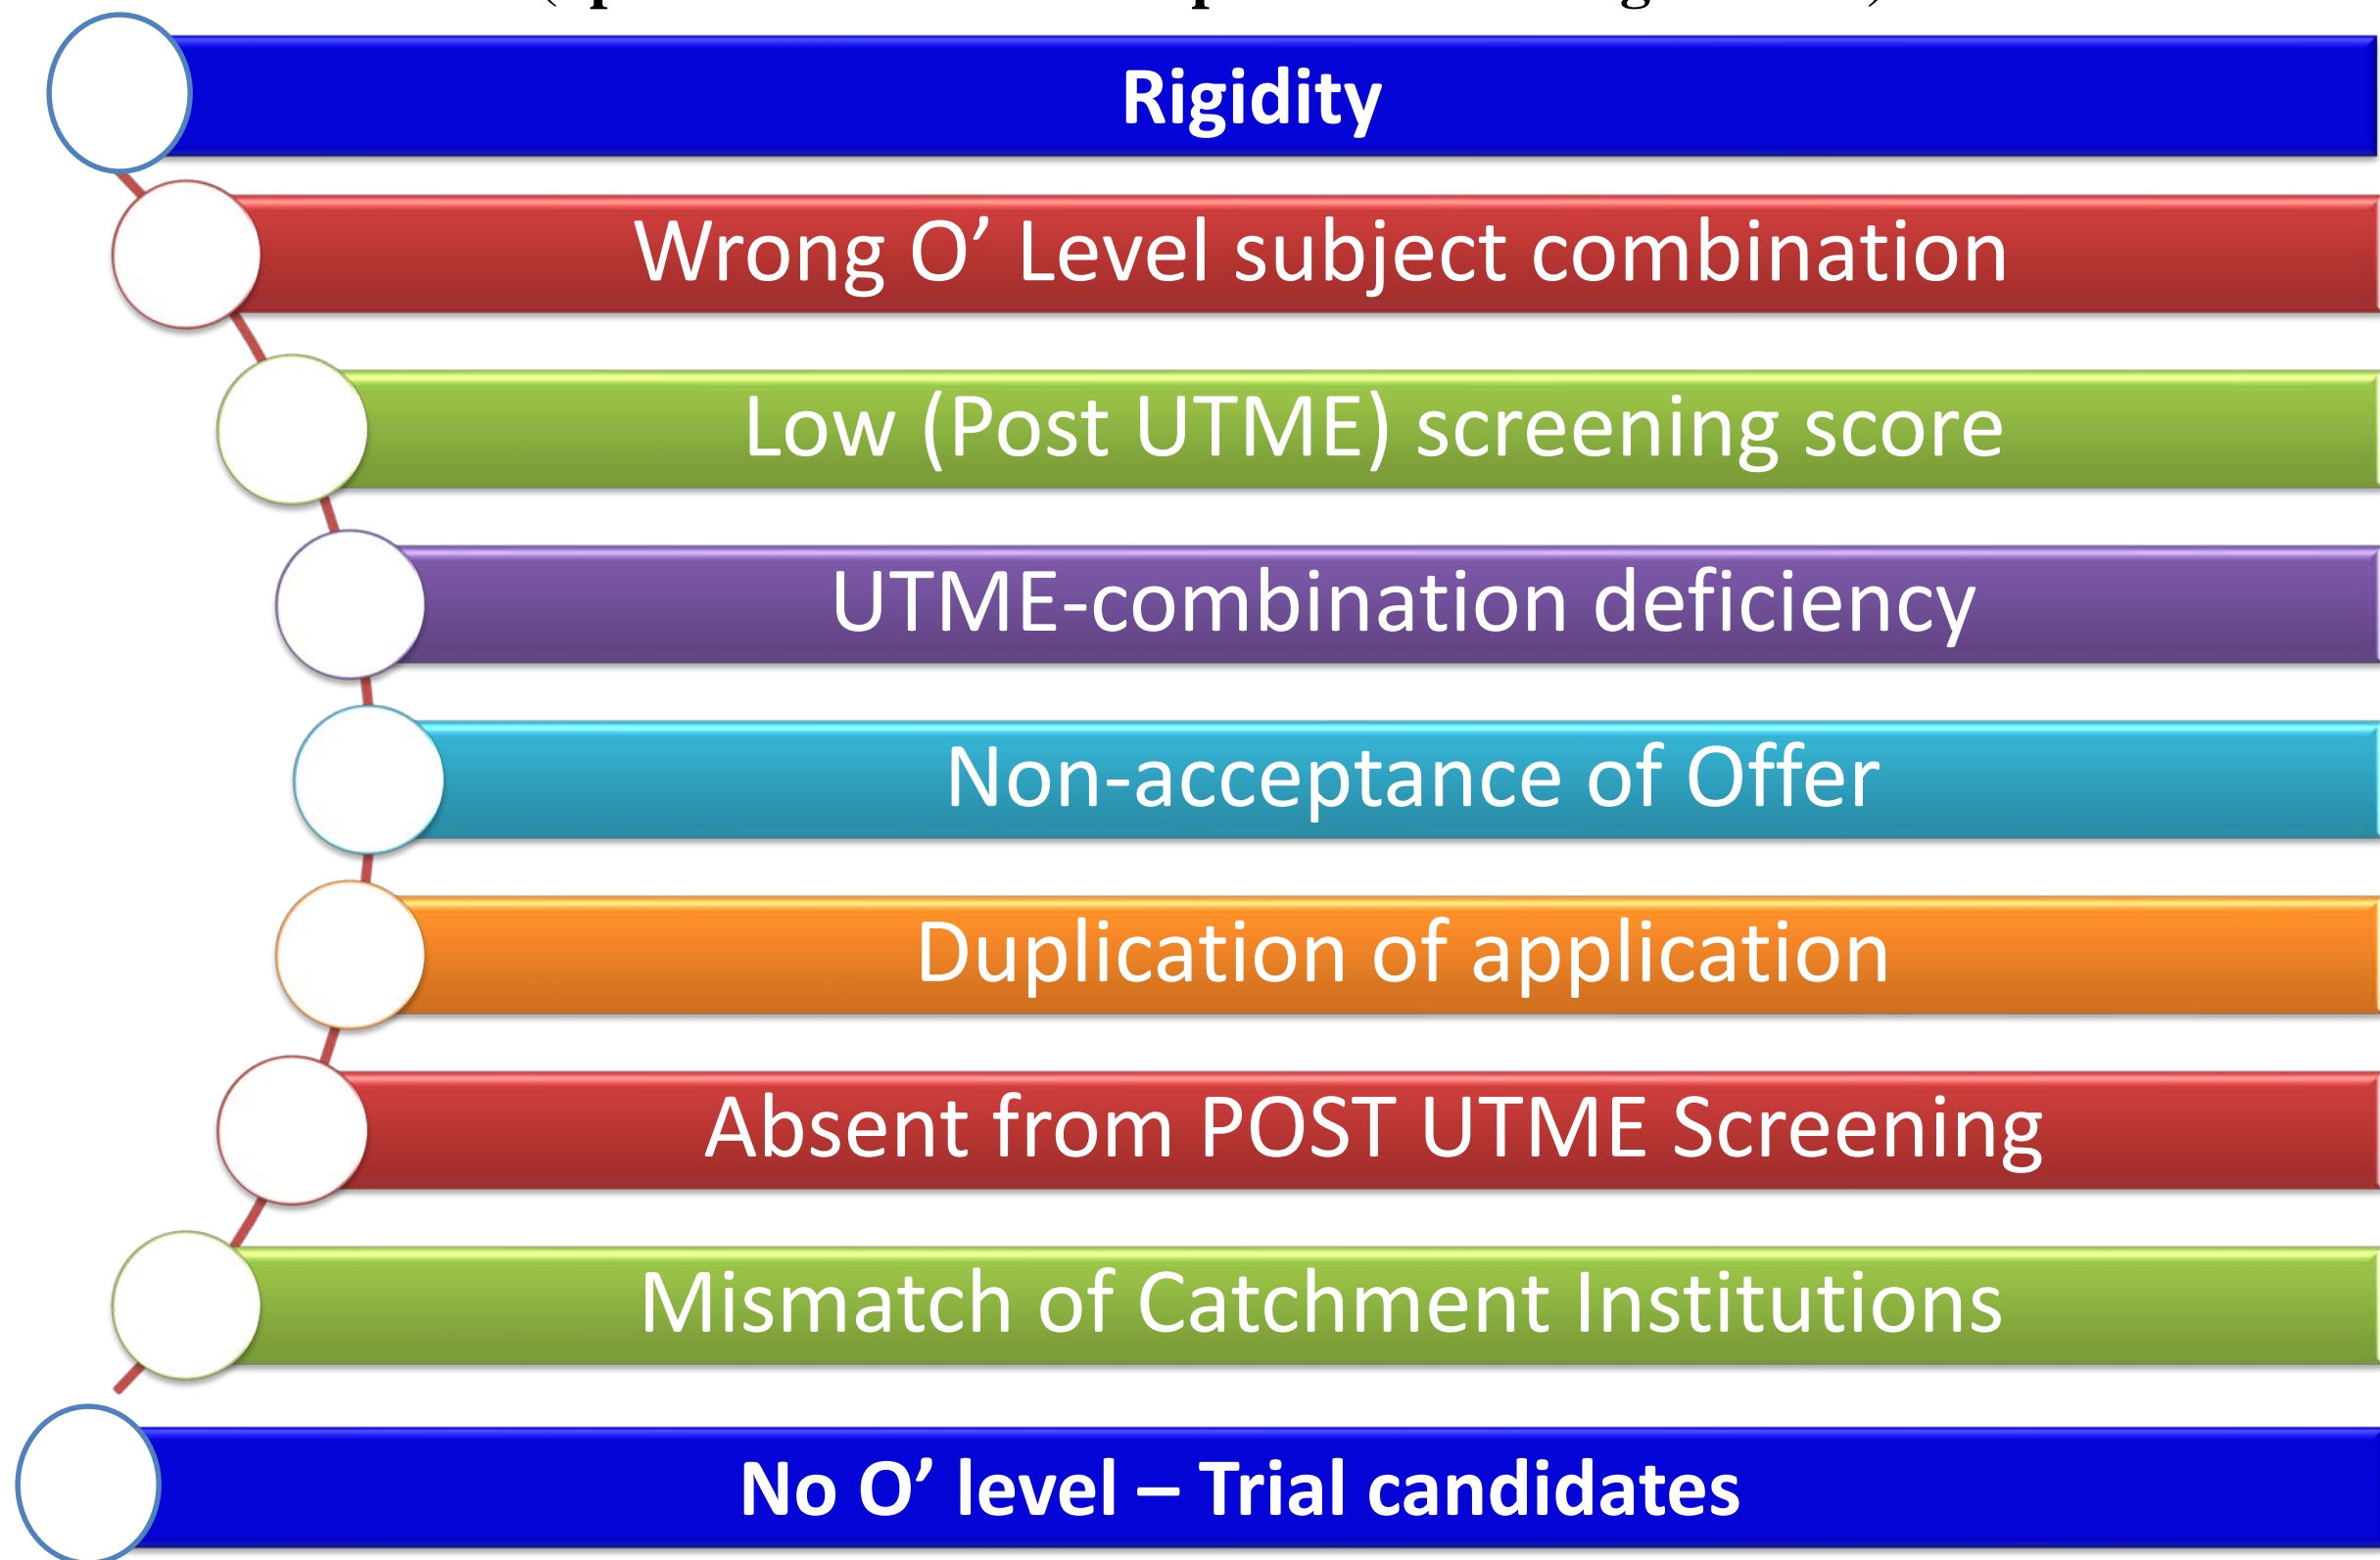 Rigidity
Wrong O’ Level subject combination
Low (Post UTME) screening score
UTME-combination deficiency
Non-acceptance of Offer
Duplication of application
Absent from POST UTME Screening
Mismatch of Catchment Institutions
No O’ level – Trial candidates